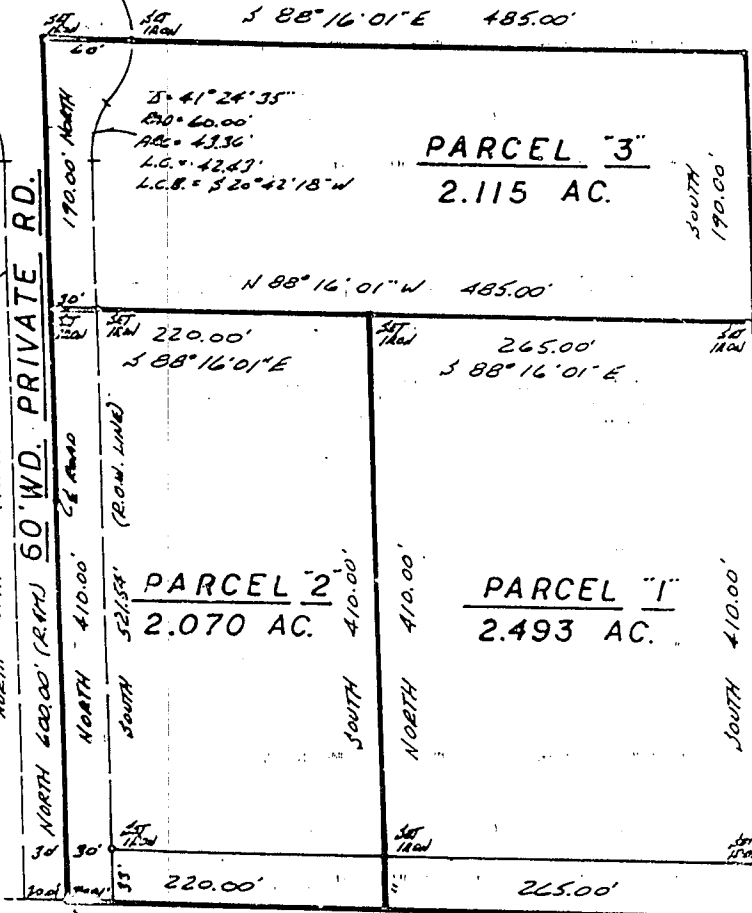 S 88° 16' 01" E 485.00'
SET IRON
SET IRON
60'
190.00' NORTH
Δ = 41° 24' 35"
RAD = 60.00'
ARC = 43.36'
L.C. = 42.43'
L.C.B. = S 20° 42' 18" W
PARCEL "3"
2.115 AC.
SOUTH
190.00'
N 88° 16' 01" W 485.00'
30'
SET IRON
SET IRON
220.00'
S 88° 16' 01" E
SET IRON
265.00'
S 88° 16' 01" E
SET IRON
NORTH 600.00' (R.&M.) 60' WD. PRIVATE RD.
NORTH 410.00' ℄ ROAD
SOUTH 521.54' (R.O.W. LINE)
PARCEL "2"
2.070 AC.
SOUTH 410.00'
NORTH 410.00'
PARCEL "1"
2.493 AC.
SOUTH 410.00'
NORTH
30' 30'
SET IRON
SET IRON
SET IRON
33'
220.00'
265.00'